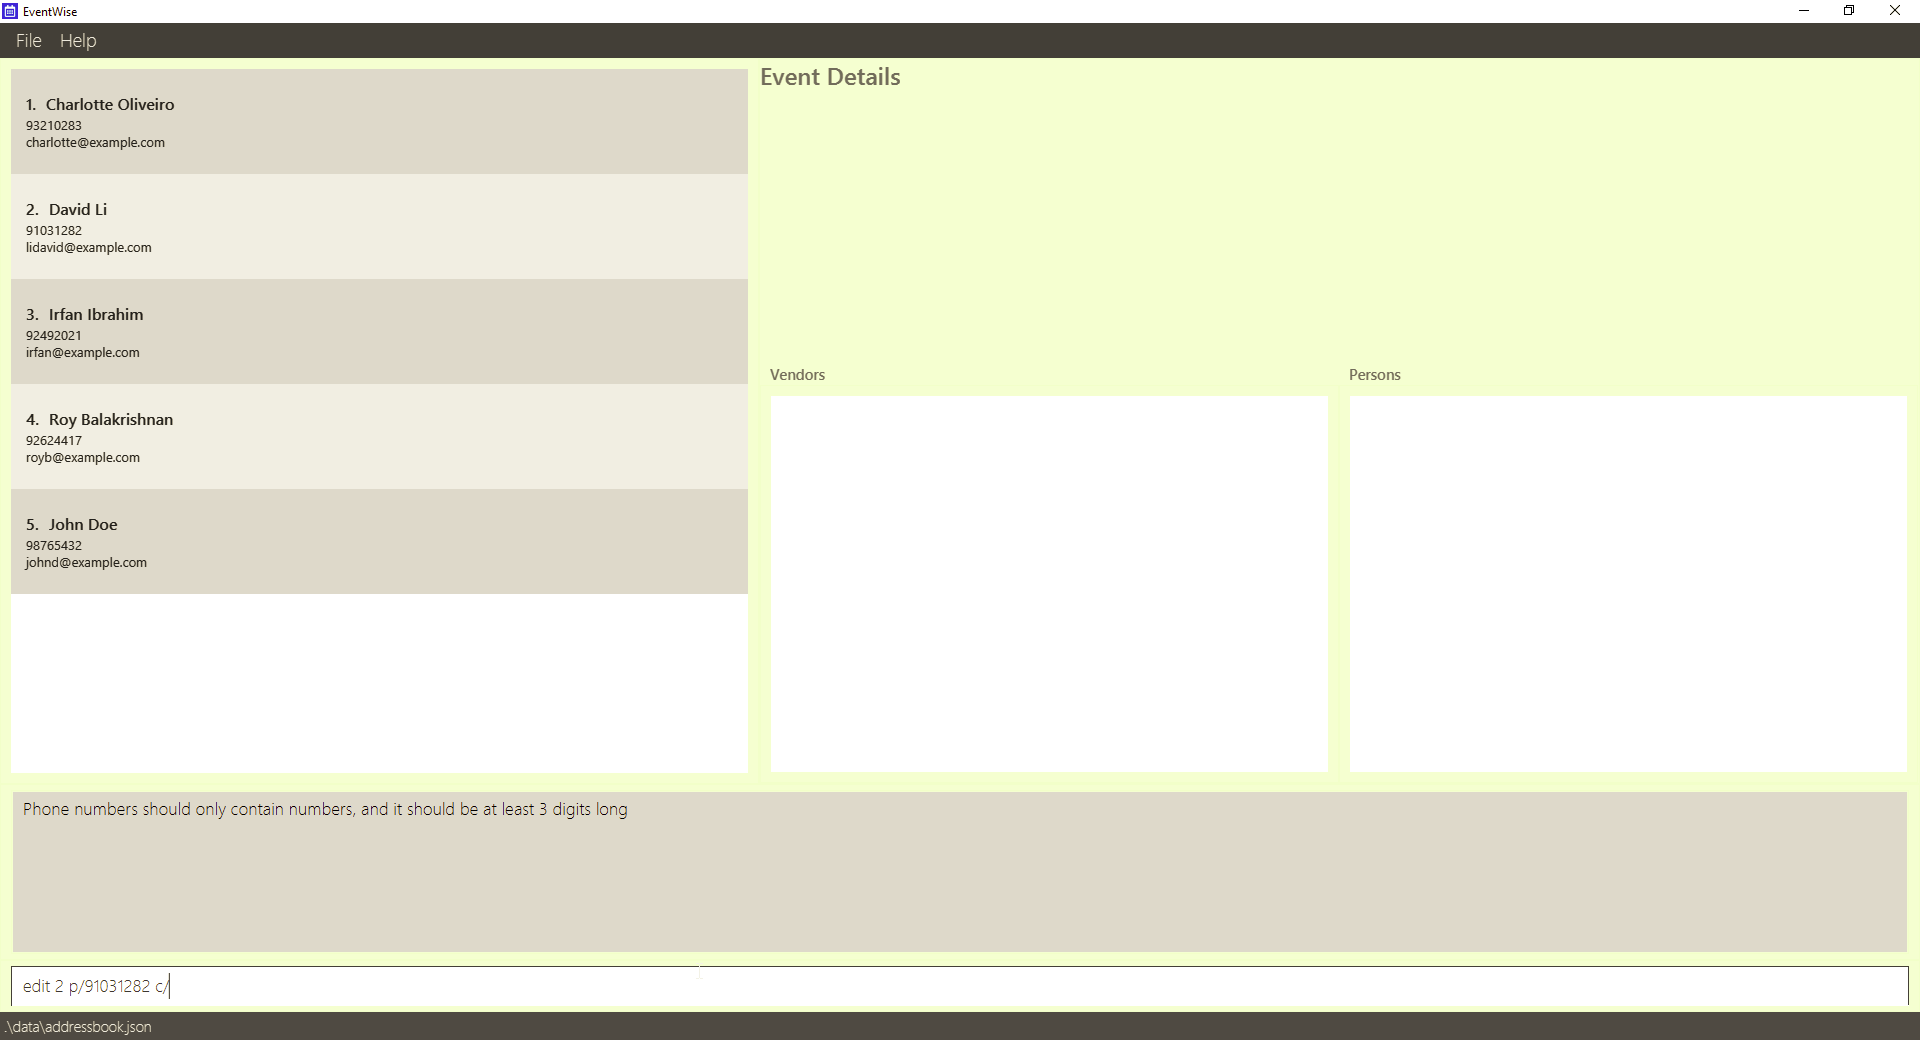 EventWise
File Help
1. Charlotte Oliveiro
93210283
charlotte@example.com
2. David Li
91031282
lidavid@example.com
3. Irfan Ibrahim
92492021
irfan@example.com
4. Roy Balakrishnan
92624417
royb@example.com
5. John Doe
98765432
johnd@example.com
Event Details
Vendors
Persons
Phone numbers should only contain numbers, and it should be at least 3 digits long
edit 2 p/91031282 c/
.\data\addressbook.json